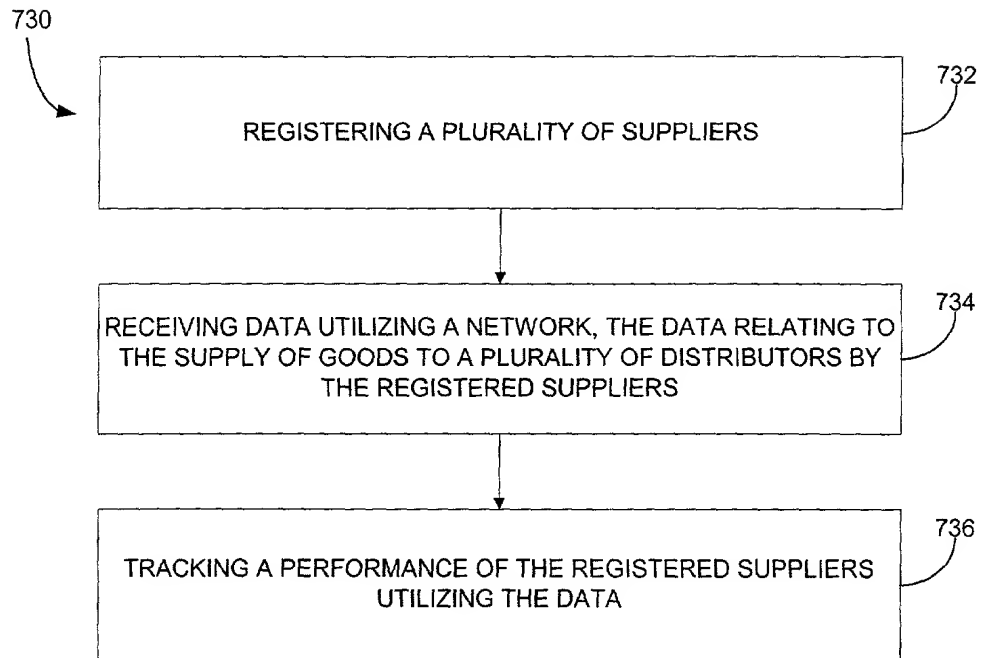 730
732
REGISTERING A PLURALITY OF SUPPLIERS
734
RECEIVING DATA UTILIZING A NETWORK, THE DATA RELATING TO
THE SUPPLY OF GOODS TO A PLURALITY OF DISTRIBUTORS BY
THE REGISTERED SUPPLIERS
736
TRACKING A PERFORMANCE OF THE REGISTERED SUPPLIERS
UTILIZING THE DATA